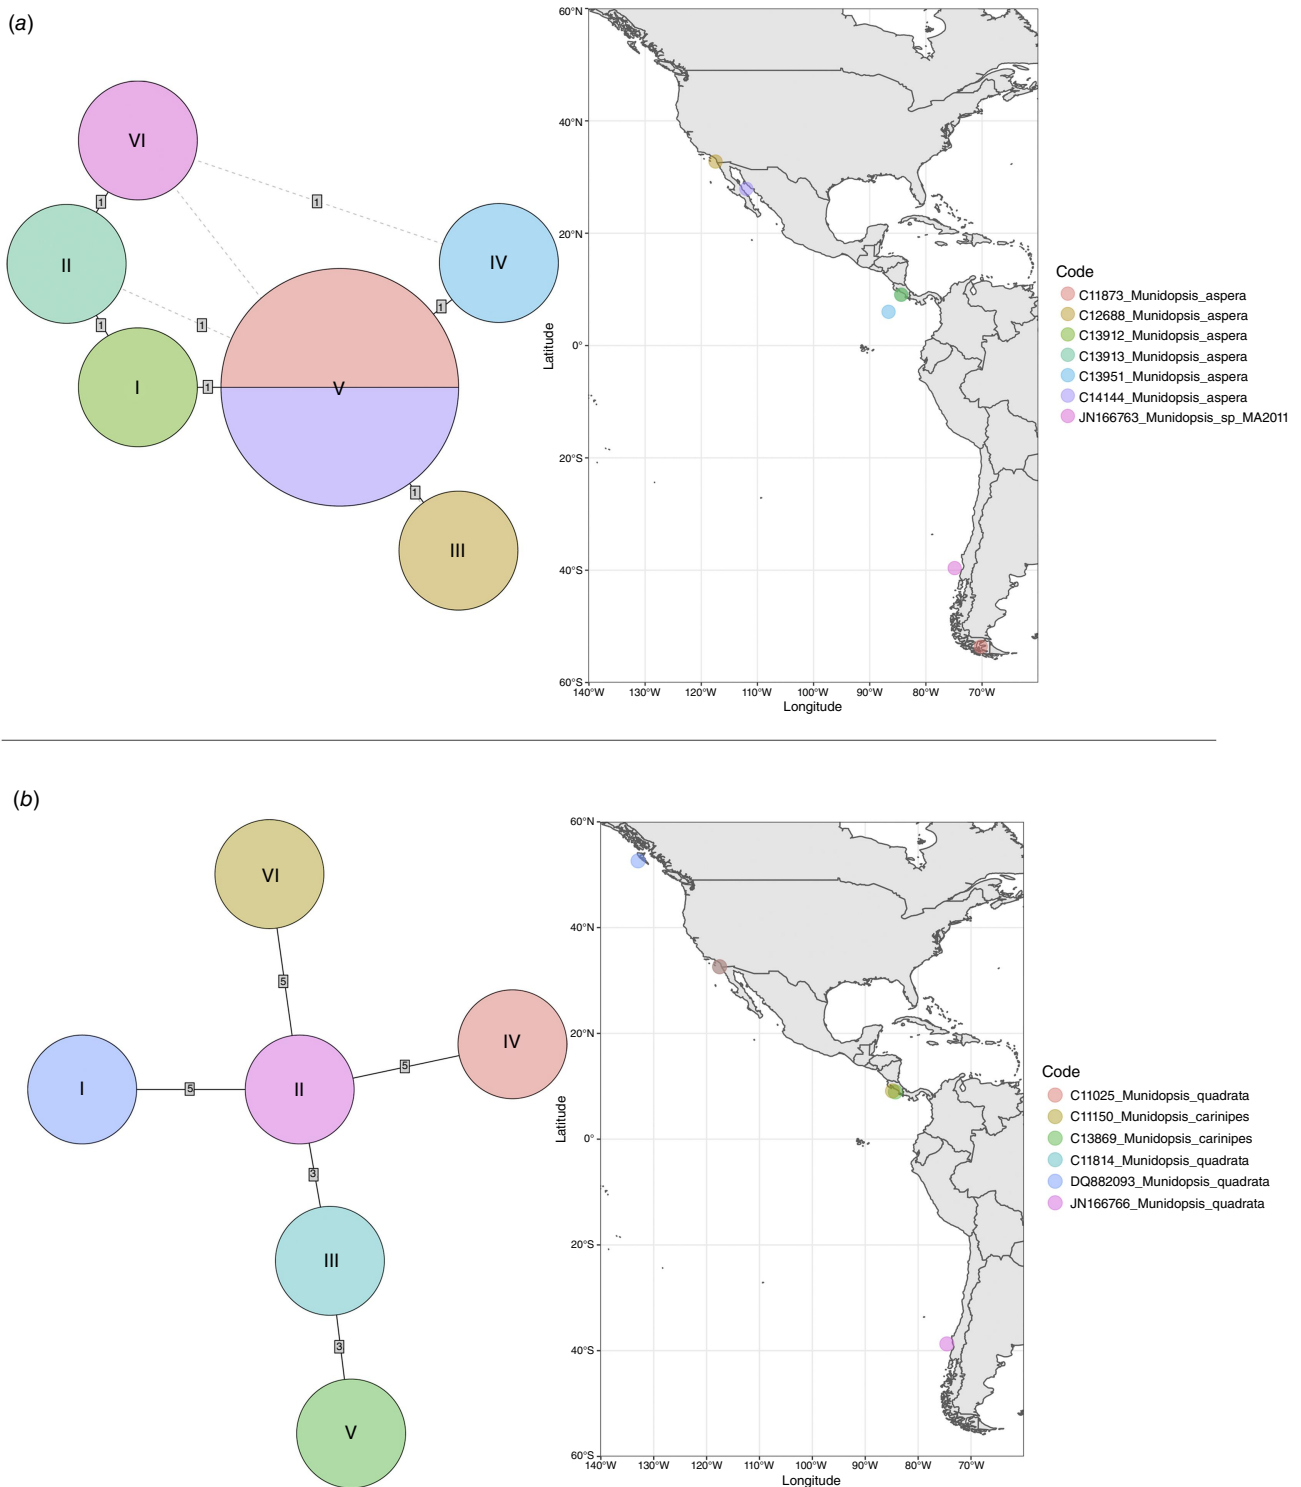 (a)
VI
II
I
V
IV
III
1
1
1
1
1
1
1
60°N
40°N
20°N
0°
20°S
40°S
60°S
Latitude
140°W 130°W 120°W 110°W 100°W 90°W 80°W 70°W
Longitude
Code
C11873_Munidopsis_aspera
C12688_Munidopsis_aspera
C13912_Munidopsis_aspera
C13913_Munidopsis_aspera
C13951_Munidopsis_aspera
C14144_Munidopsis_aspera
JN166763_Munidopsis_sp_MA2011
(b)
VI
5
IV
5
I
5
II
3
III
3
V
60°N
40°N
20°N
0°
20°S
40°S
60°S
Latitude
140°W 130°W 120°W 110°W 100°W 90°W 80°W 70°W
Longitude
Code
C11025_Munidopsis_quadrata
C11150_Munidopsis_carinipes
C13869_Munidopsis_carinipes
C11814_Munidopsis_quadrata
DQ882093_Munidopsis_quadrata
JN166766_Munidopsis_quadrata